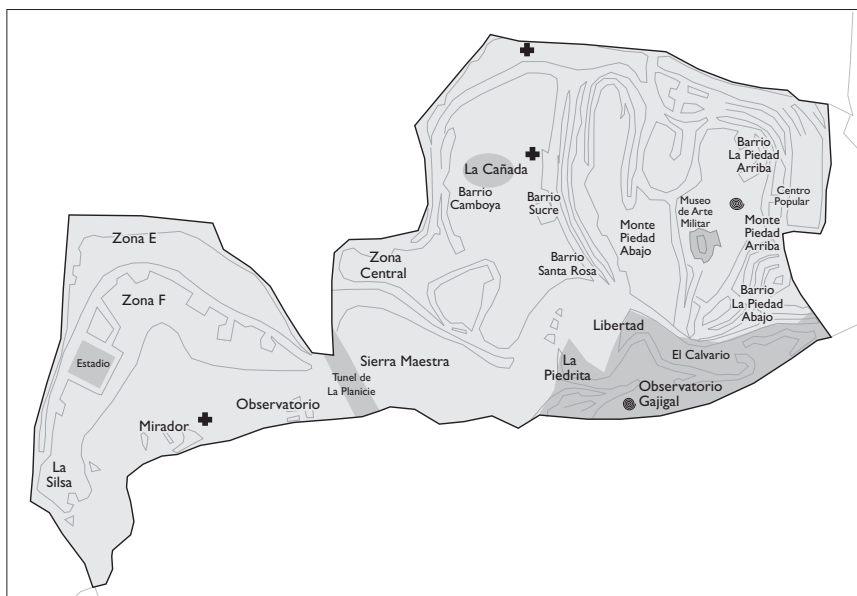 Barrio
La Piedad
Arriba
La Cañada
Barrio
Camboya
Barrio
Sucre
Museo
de Arte
Militar
Centro
Popular
Monte
Piedad
Abajo
Monte
Piedad
Arriba
Zona E
Zona
Central
Barrio
Santa Rosa
Zona F
Barrio
La Piedad
Abajo
Libertad
Estadio
Sierra Maestra
La
Piedrita
El Calvario
Tunel de
La Planicie
Observatorio
Gajigal
Observatorio
Mirador
La
Silsa